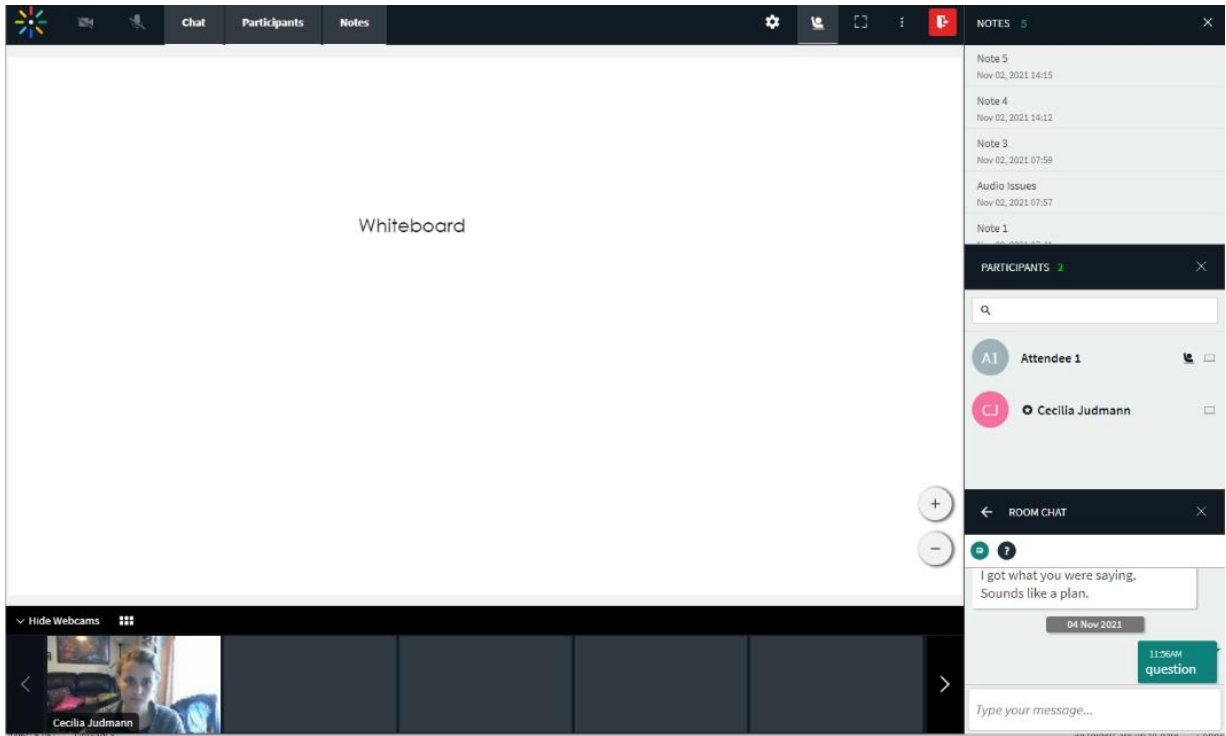 Chat Participants Notes
Whiteboard
+
−
Hide Webcams
Cecilia Judmann
NOTES 5
Note 5
Nov 02, 2021 14:15
Note 4
Nov 02, 2021 14:12
Note 3
Nov 02, 2021 07:59
Audio Issues
Nov 02, 2021 07:57
Note 1
PARTICIPANTS 2
A1 Attendee 1
CJ Cecilia Judmann
ROOM CHAT
?
I got what you were saying.
Sounds like a plan.
04 Nov 2021
11:56AM
question
Type your message...